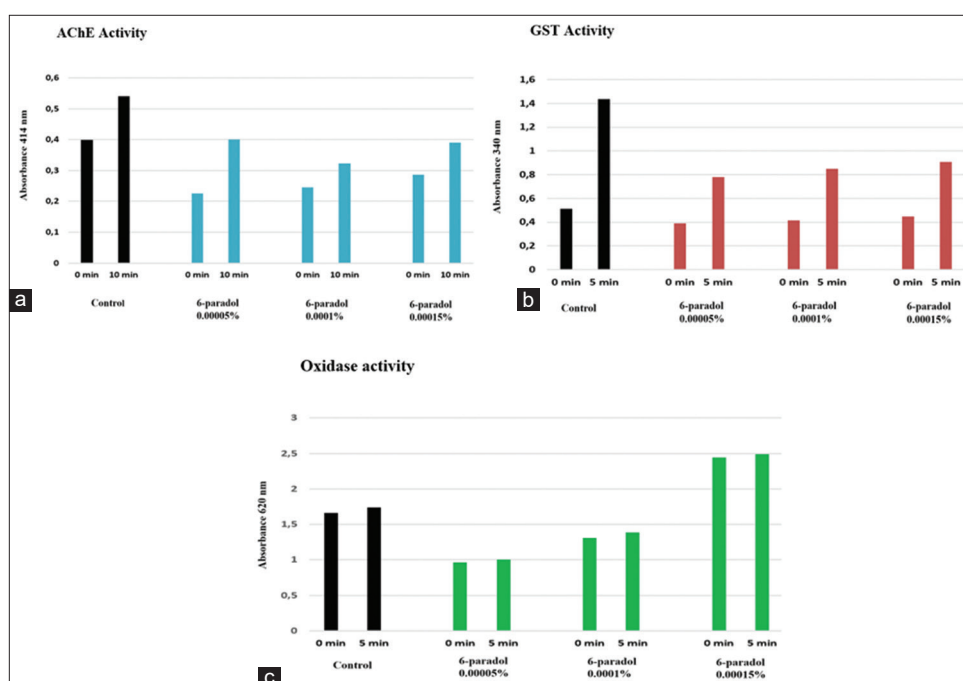 AChE Activity
0,6
0,5
0,4
0,3
0,2
0,1
0
Absorbance 414 nm
0 min 10 min 0 min 10 min 0 min 10 min 0 min 10 min
Control 6-paradol 6-paradol 6-paradol
0.00005% 0.0001% 0.00015%
a
GST Activity
1,6
1,4
1,2
1
0,8
0,6
0,4
0,2
0
Absorbance 340 nm
0 min 5 min 0 min 5 min 0 min 5 min 0 min 5 min
Control 6-paradol 6-paradol 6-paradol
0.00005% 0.0001% 0.00015%
b
Oxidase activity
3
2,5
2
1,5
1
0,5
0
Absorbance 620 nm
0 min 5 min 0 min 5 min 0 min 5 min 0 min 5 min
Control 6-paradol 6-paradol 6-paradol
0.00005% 0.0001% 0.00015%
c